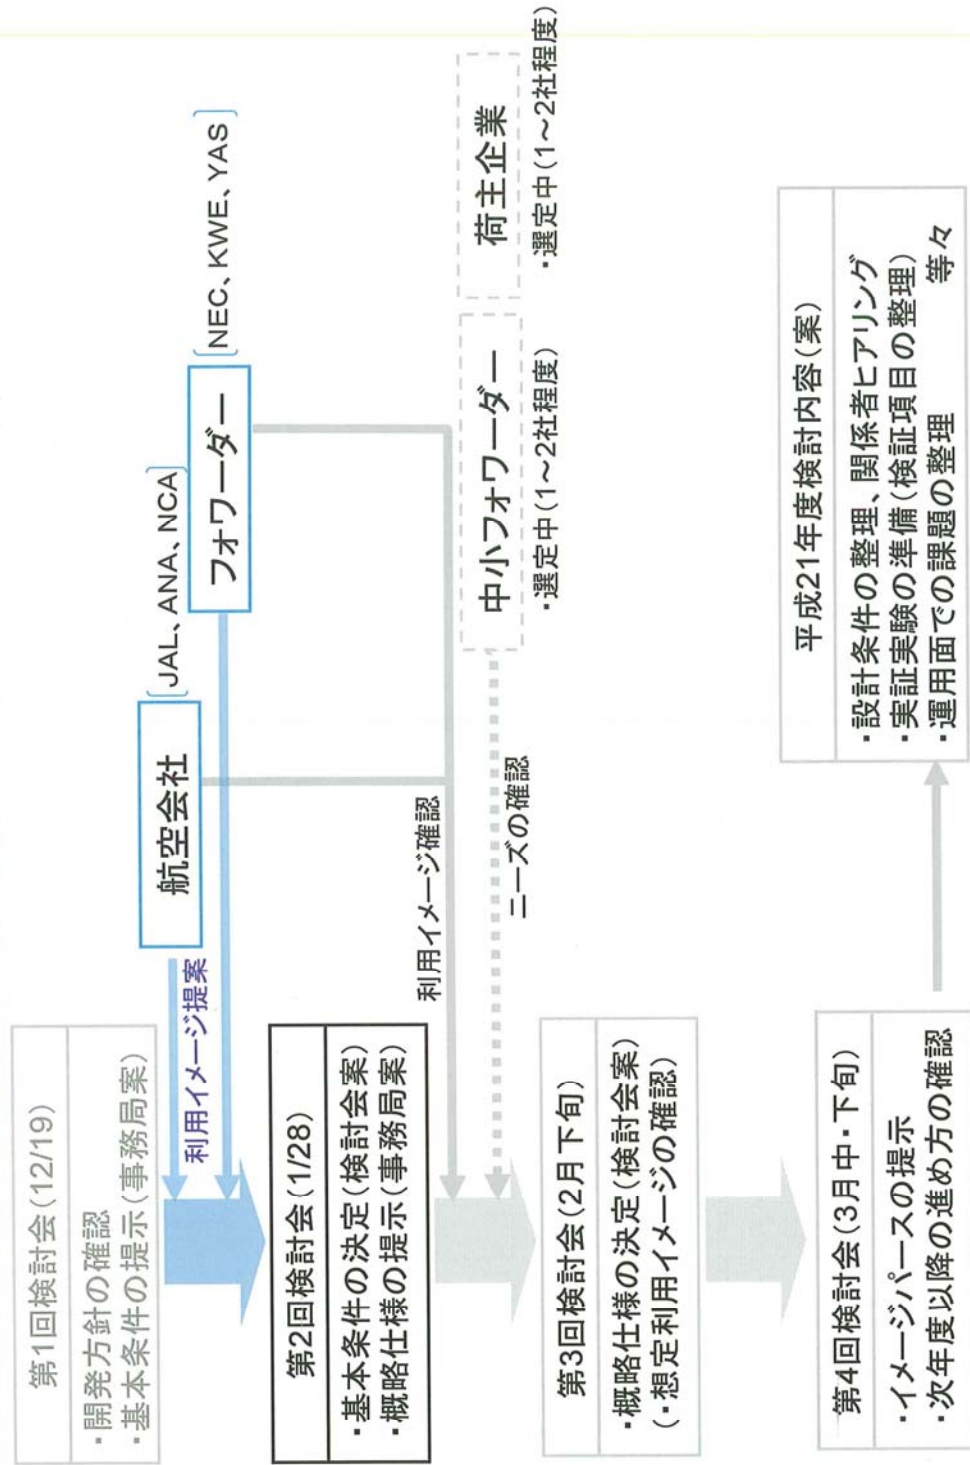 第1回検討会(12/19)
・開発方針の確認
・基本条件の提示(事務局案)
利用イメージ提案
航空会社
[JAL、ANA、NCA]
フォワーダー
[NEC、KWE、YAS]
第2回検討会(1/28)
・基本条件の決定(検討会案)
・概略仕様の提示(事務局案)
利用イメージ確認
ニーズの確認
中小フォワーダー
・選定中(1~2社程度)
荷主企業
・選定中(1~2社程度)
第3回検討会(2月下旬)
・概略仕様の決定(検討会案)
(・想定利用イメージの確認)
第4回検討会(3月中・下旬)
・イメージパースの提示
・次年度以降の進め方の確認
平成21年度検討内容(案)
・設計条件の整理、関係者ヒアリング
・実証実験の準備(検証項目の整理)
・運用面での課題の整理 等々